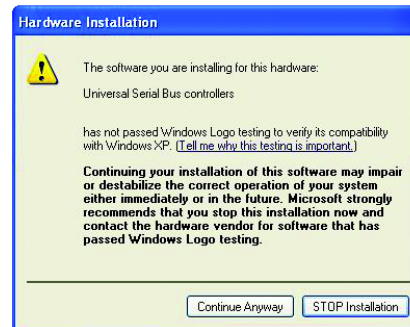 Hardware Installation
The software you are installing for this hardware:
Universal Serial Bus controllers
has not passed Windows Logo testing to verify its compatibility
with Windows XP. (Tell me why this testing is important.)
Continuing your installation of this software may impair
or destabilize the correct operation of your system
either immediately or in the future. Microsoft strongly
recommends that you stop this installation now and
contact the hardware vendor for software that has
passed Windows Logo testing.
Continue Anyway STOP Installation